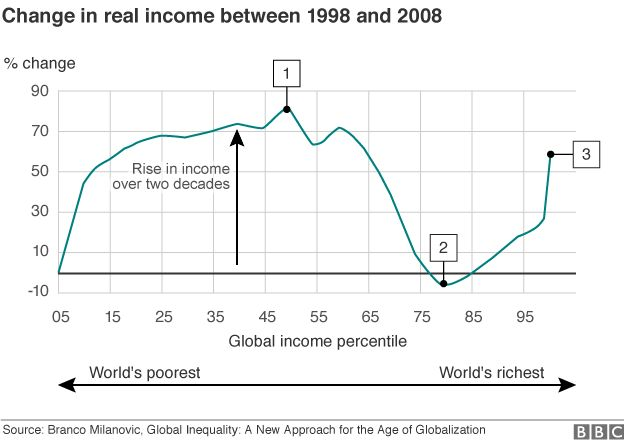 Change in real income between 1998 and 2008
% change
90
70
50
30
10
-10
1
2
3
Rise in income
over two decades
05 15 25 35 45 55 65 75 85 95
Global income percentile
World's poorest World's richest
Source: Branco Milanovic, Global Inequality: A New Approach for the Age of Globalization
BBC